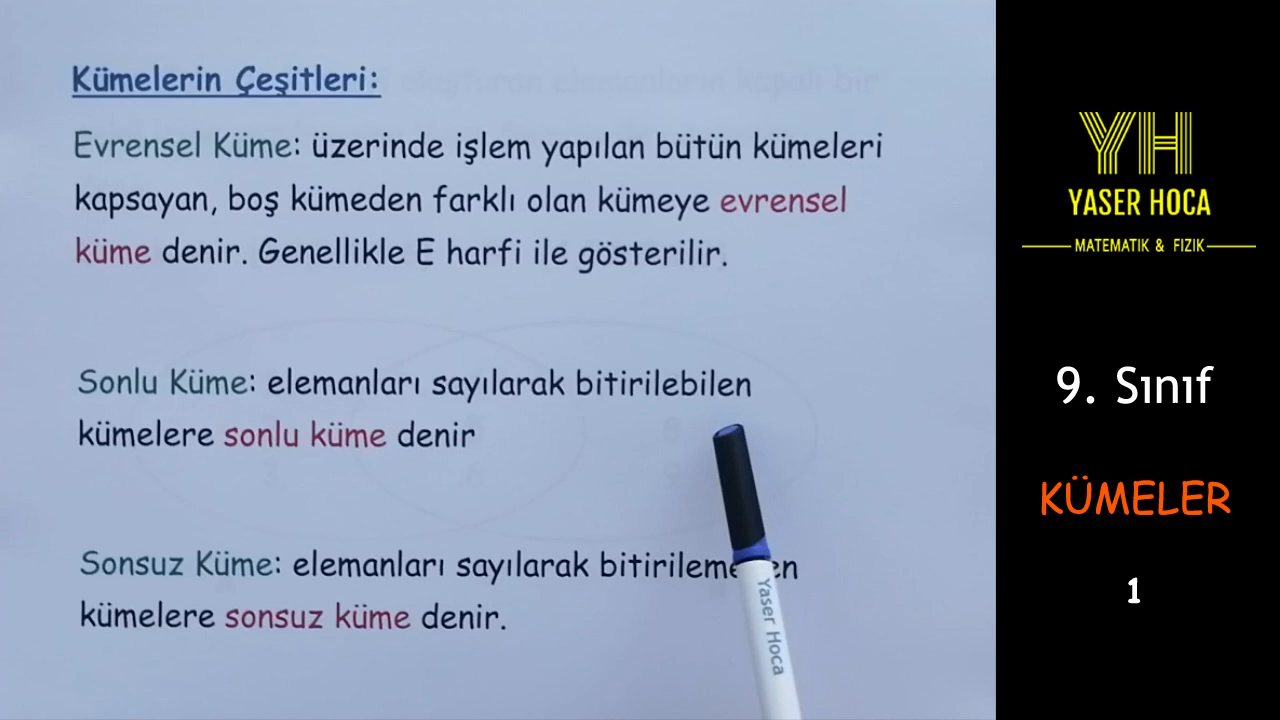 Kümelerin Çeşitleri:
Evrensel Küme: üzerinde işlem yapılan bütün kümeleri
kapsayan, boş kümeden farklı olan kümeye evrensel
küme denir. Genellikle E harfi ile gösterilir.
Sonlu Küme: elemanları sayılarak bitirilebilen
kümelere sonlu küme denir
Sonsuz Küme: elemanları sayılarak
kümelere sonsuz küme denir.
Yaser Hoca
YH
YASER HOCA
MATEMATIK & FIZIK
9. Sınıf
KÜMELER
1